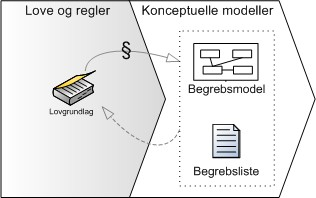 Love og regler
Konceptuelle modeller
§
Lovgrundlag
Begrebsmodel
Begrebsliste